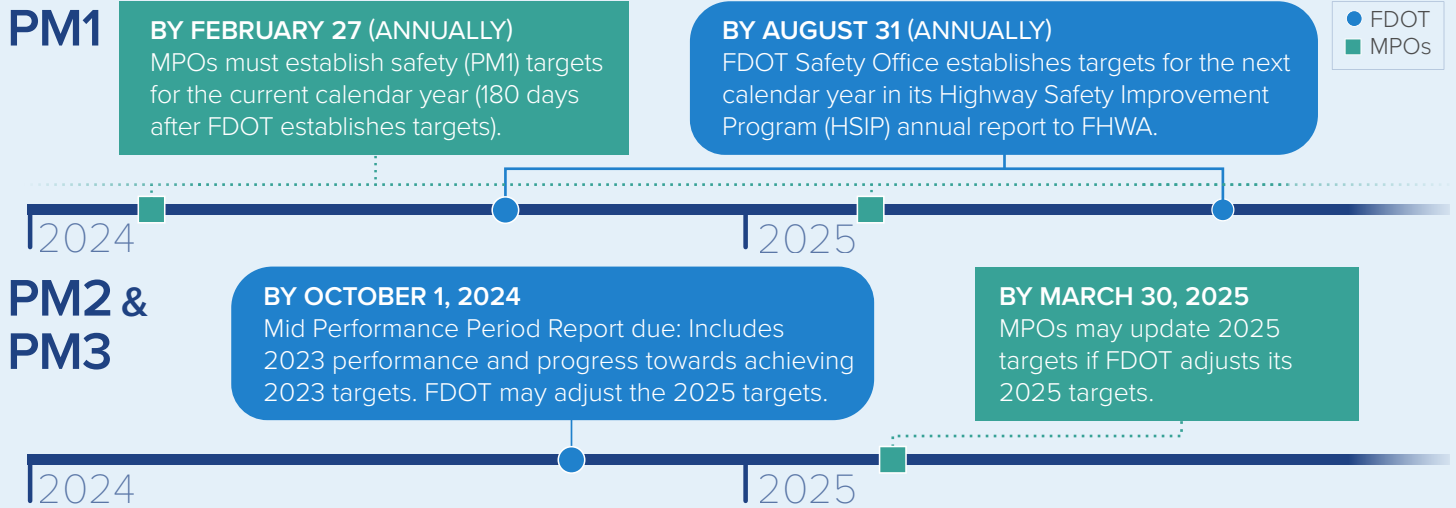 PM1
BY FEBRUARY 27 (ANNUALLY)
MPOs must establish safety (PM1) targets
for the current calendar year (180 days
after FDOT establishes targets).
BY AUGUST 31 (ANNUALLY)
FDOT Safety Office establishes targets for the next
calendar year in its Highway Safety Improvement
Program (HSIP) annual report to FHWA.
FDOT
MPOs
2024
2025
PM2 &
PM3
BY OCTOBER 1, 2024
Mid Performance Period Report due: Includes
2023 performance and progress towards achieving
2023 targets. FDOT may adjust the 2025 targets.
BY MARCH 30, 2025
MPOs may update 2025
targets if FDOT adjusts its
2025 targets.
2024
2025